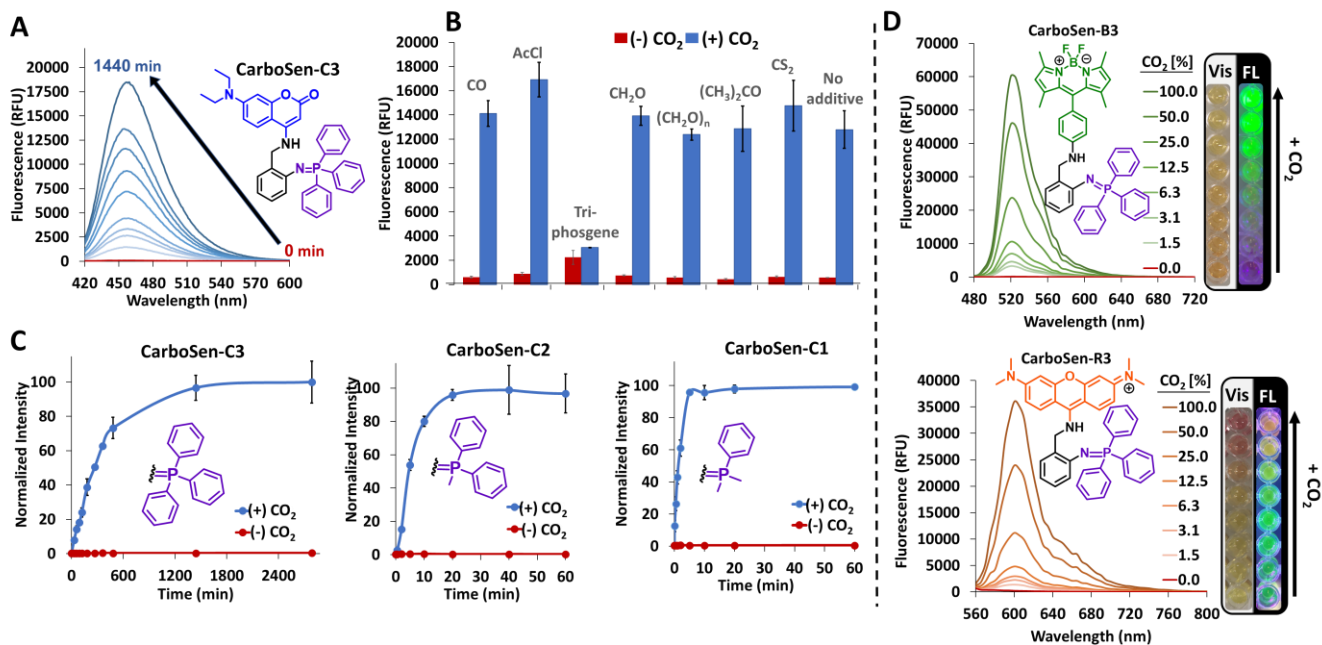 A
CarboSen-C3
1440 min
0 min
Fluorescence (RFU)
20000
17500
15000
12500
10000
7500
5000
2500
0
420 450 480 510 540 570 600
Wavelength (nm)
N
O
O
NH
N=P
B
(-) CO2 (+) CO2
Fluorescence (RFU)
20000
18000
16000
14000
12000
10000
8000
6000
4000
2000
0
CO
AcCl
Tri-
phosgene
CH2O
(CH2O)n
(CH3)2CO
CS2
No
additive
C
CarboSen-C3
Normalized Intensity
100
80
60
40
20
0
0 600 1200 1800 2400
Time (min)
P
(+) CO2
(-) CO2
CarboSen-C2
Normalized Intensity
100
80
60
40
20
0
0 10 20 30 40 50 60
Time (min)
P
(+) CO2
(-) CO2
CarboSen-C1
Normalized Intensity
100
80
60
40
20
0
0 10 20 30 40 50 60
Time (min)
P
(+) CO2
(-) CO2
D
CarboSen-B3
Fluorescence (RFU)
70000
60000
50000
40000
30000
20000
10000
0
480 520 560 600 640 680 720
Wavelength (nm)
F F
N B N
NH
N=P
CO2 [%]
100.0
50.0
25.0
12.5
6.3
3.1
1.5
0.0
Vis FL
+ CO2
CarboSen-R3
Fluorescence (RFU)
40000
35000
30000
25000
20000
15000
10000
5000
0
560 600 640 680 720 760 800
Wavelength (nm)
N O N
NH
N=P
CO2 [%]
100.0
50.0
25.0
12.5
6.3
3.1
1.5
0.0
Vis FL
+ CO2